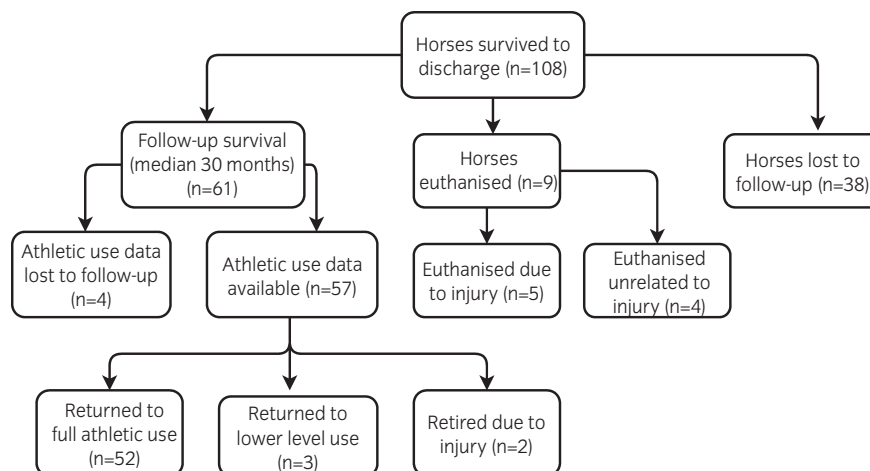 Horses survived to
discharge (n=108)
Follow-up survival
(median 30 months)
(n=61)
Horses
euthanised (n=9)
Horses lost to
follow-up (n=38)
Athletic use data
lost to follow-up
(n=4)
Athletic use data
available (n=57)
Euthanised due
to injury (n=5)
Euthanised
unrelated to
injury (n=4)
Returned to
full athletic use
(n=52)
Returned to
lower level use
(n=3)
Retired due to
injury (n=2)